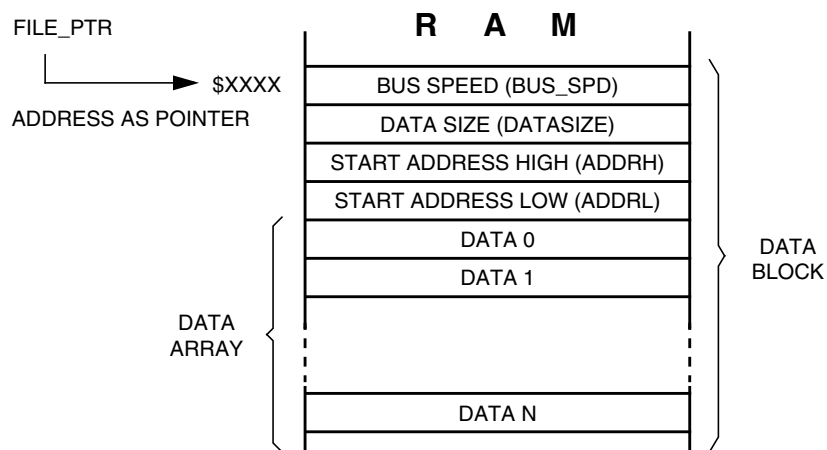 R A M
FILE_PTR
$XXXX
ADDRESS AS POINTER
BUS SPEED (BUS_SPD)
DATA SIZE (DATASIZE)
START ADDRESS HIGH (ADDRH)
START ADDRESS LOW (ADDRL)
DATA 0
DATA 1
DATA N
DATA
ARRAY
DATA
BLOCK